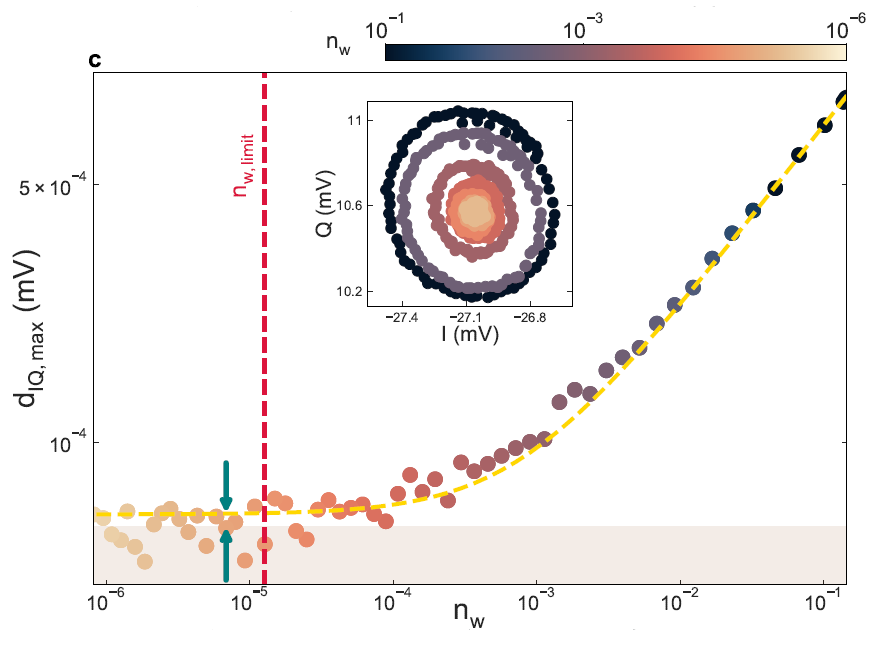 10⁻¹ 10⁻³ 10⁻⁶
n_w
c
n_w,limit
11
10.6
10.2
Q (mV)
−27.4 −27.1 −26.8
I (mV)
5 × 10⁻⁴
10⁻⁴
d_IQ, max (mV)
10⁻⁶ 10⁻⁵ 10⁻⁴ 10⁻³ 10⁻² 10⁻¹
n_w